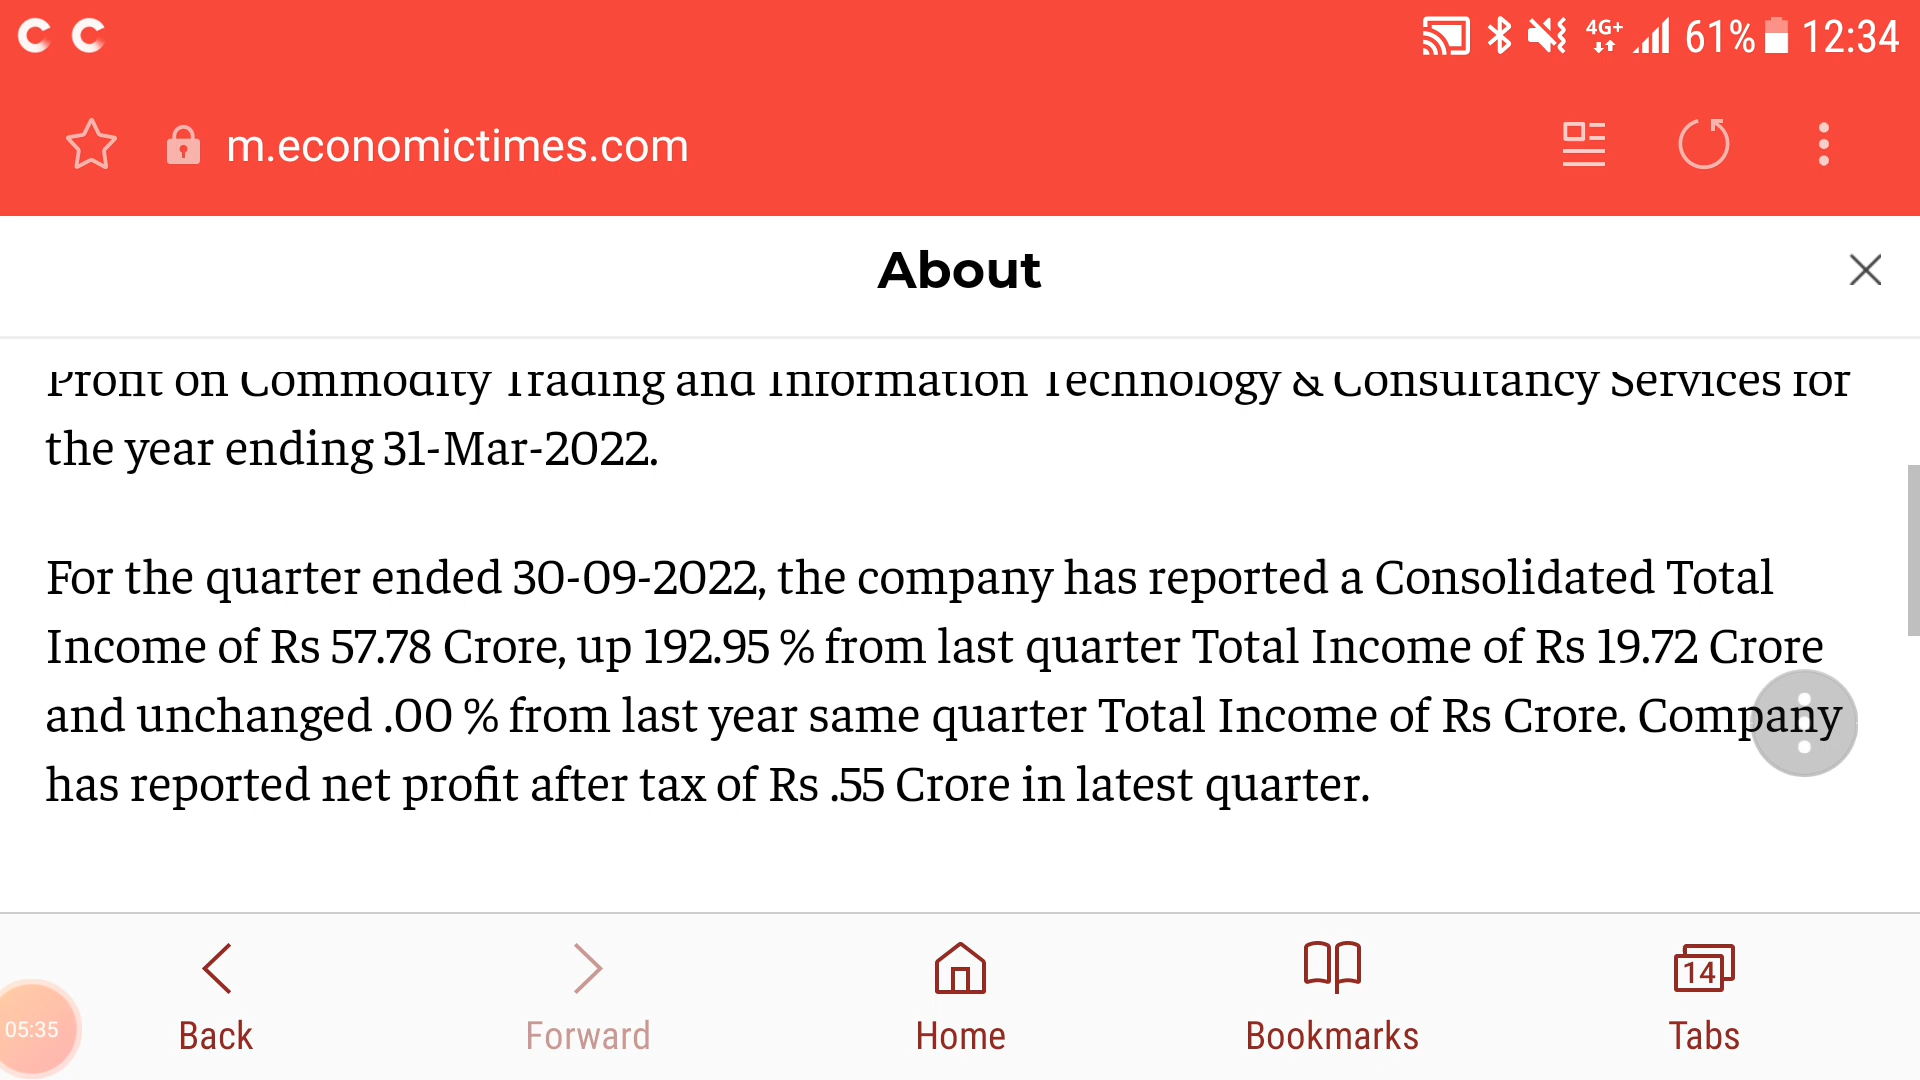 4G+ 61% 12:34
m.economictimes.com
About
Profit on Commodity Trading and Information Technology & Consultancy Services for
the year ending 31-Mar-2022.
For the quarter ended 30-09-2022, the company has reported a Consolidated Total
Income of Rs 57.78 Crore, up 192.95 % from last quarter Total Income of Rs 19.72 Crore
and unchanged .00 % from last year same quarter Total Income of Rs Crore. Company
has reported net profit after tax of Rs .55 Crore in latest quarter.
14
05:35
Back Forward Home Bookmarks Tabs